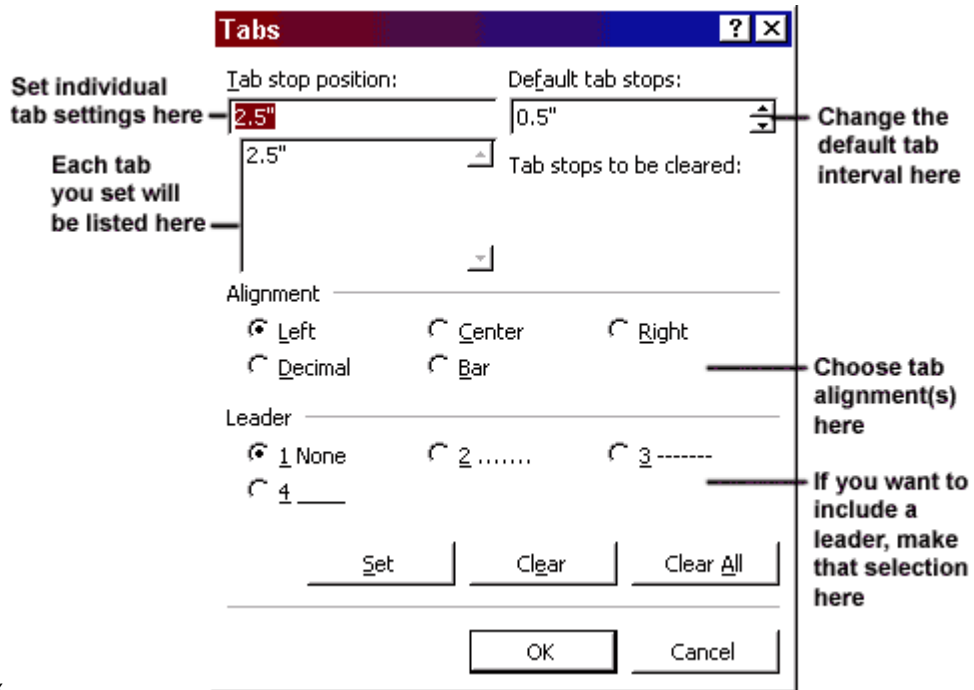 Tabs
? X
Tab stop position:
Default tab stops:
Set individual
tab settings here
2.5"
0.5"
Change the
default tab
interval here
2.5"
Tab stops to be cleared:
Each tab
you set will
be listed here
Alignment
Left
Center
Right
Decimal
Bar
Choose tab
alignment(s)
here
Leader
1 None
2 .......
3 -------
4 ____
If you want to
include a
leader, make
that selection
here
Set
Clear
Clear All
OK
Cancel